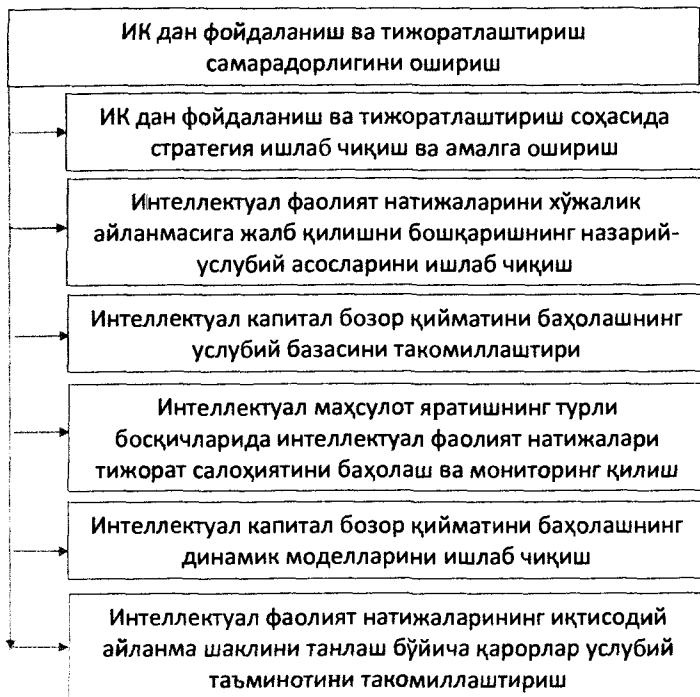 ИК дан фойдаланиш ва тижоратлаштириш
самарадорлигини ошириш
ИК дан фойдаланиш ва тижоратлаштириш соҳасида
стратегия ишлаб чиқиш ва амалга ошириш
Интеллектуал фаолият натижаларини хўжалик
айланмасига жалб қилишни бошқаришнинг назарий-
услубий асосларини ишлаб чиқиш
Интеллектуал капитал бозор қийматини баҳолашнинг
услубий базасини такомиллаштири
Интеллектуал маҳсулот яратишнинг турли
босқичларида интеллектуал фаолият натижалари
тижорат салоҳиятини баҳолаш ва мониторинг қилиш
Интеллектуал капитал бозор қийматини баҳолашнинг
динамик моделларини ишлаб чиқиш
Интеллектуал фаолият натижаларининг иқтисодий
айланма шаклини танлаш бўйича қарорлар услубий
таъминотини такомиллаштириш